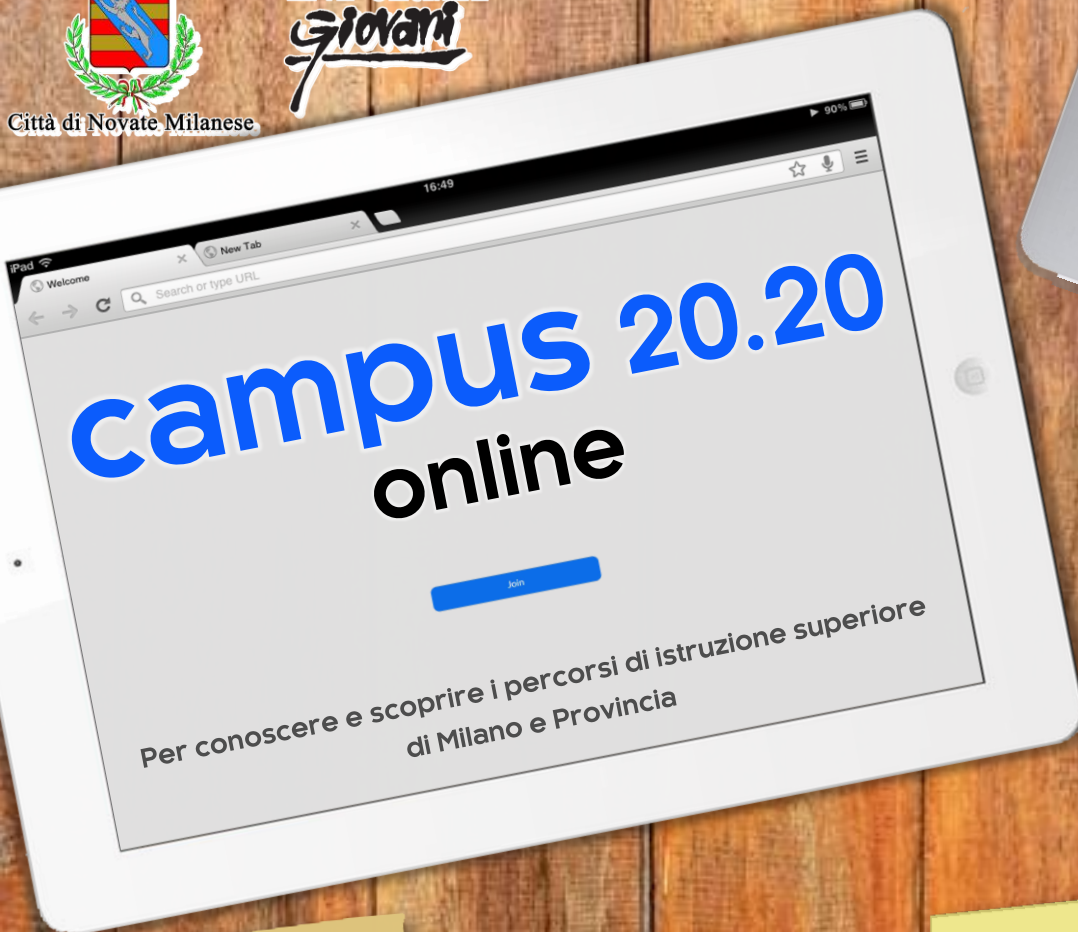 Giovani
Città di Novate Milanese
iPad
16:49
90%
Welcome
New Tab
Search or type URL
campus 20.20
online
Join
Per conoscere e scoprire i percorsi di istruzione superiore
di Milano e Provincia